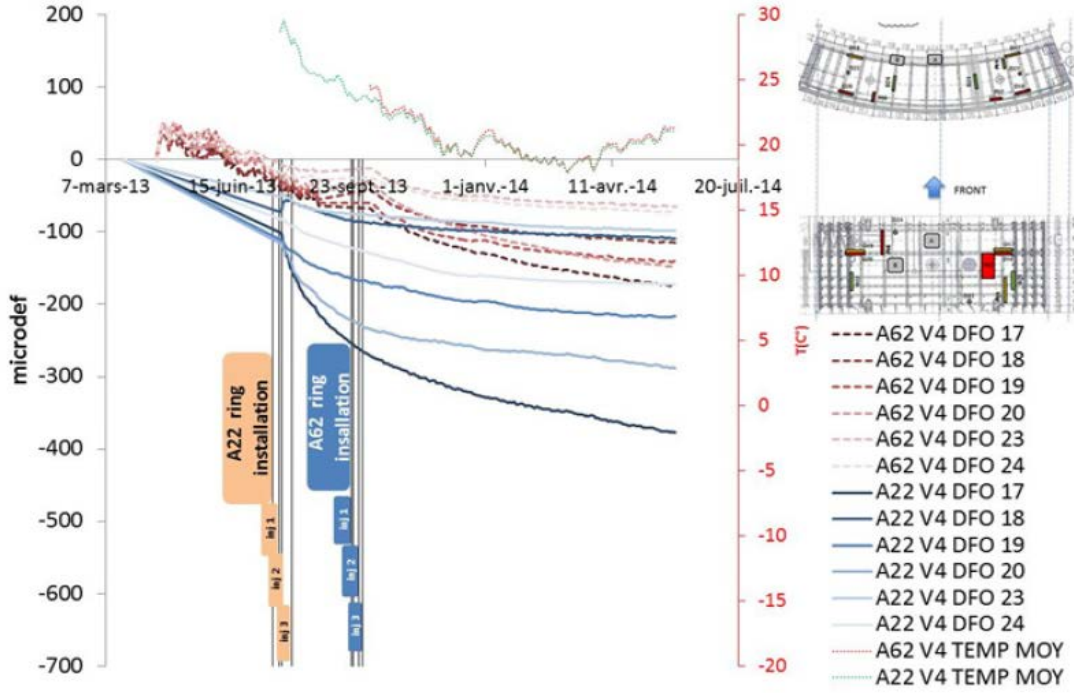 200
100
0
-100
-200
-300
-400
-500
-600
-700
microdef
7-mars-13
15-juin-13
23-sept.-13
1-janv.-14
11-avr.-14
20-juil.-14
30
25
20
15
10
5
0
-5
-10
-15
-20
T(C°)
A22 ring
installation
inj 1
inj 2
inj 3
A62 ring
insallation
inj 1
inj 2
inj 3
FRONT
A62 V4 DFO 17
A62 V4 DFO 18
A62 V4 DFO 19
A62 V4 DFO 20
A62 V4 DFO 23
A62 V4 DFO 24
A22 V4 DFO 17
A22 V4 DFO 18
A22 V4 DFO 19
A22 V4 DFO 20
A22 V4 DFO 23
A22 V4 DFO 24
A62 V4 TEMP MOY
A22 V4 TEMP MOY